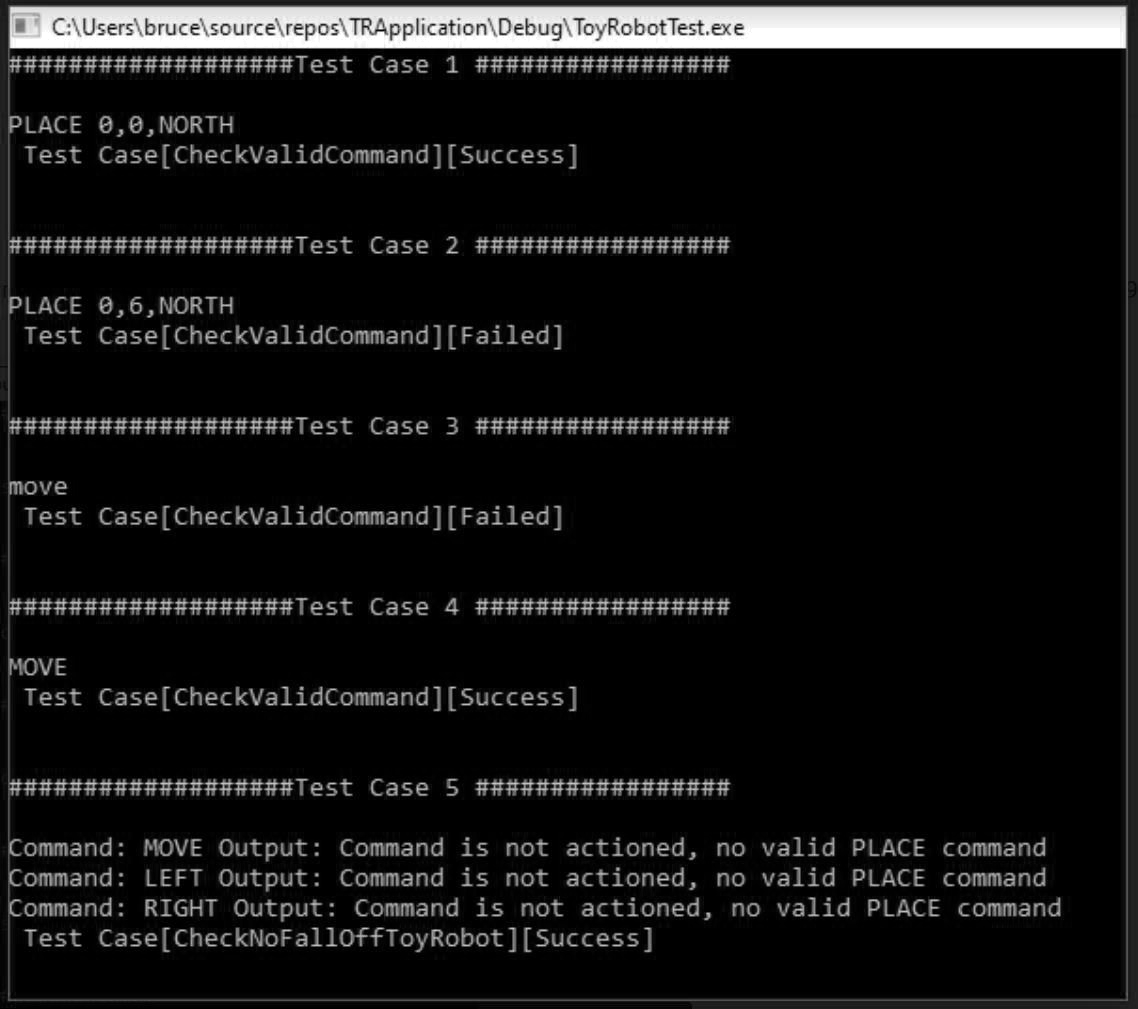 C:\Users\bruce\source\repos\TRApplication\Debug\ToyRobotTest.exe
###################Test Case 1 #################
PLACE 0,0,NORTH
Test Case[CheckValidCommand][Success]
###################Test Case 2 #################
PLACE 0,6,NORTH
Test Case[CheckValidCommand][Failed]
###################Test Case 3 #################
move
Test Case[CheckValidCommand][Failed]
###################Test Case 4 #################
MOVE
Test Case[CheckValidCommand][Success]
###################Test Case 5 #################
Command: MOVE Output: Command is not actioned, no valid PLACE command
Command: LEFT Output: Command is not actioned, no valid PLACE command
Command: RIGHT Output: Command is not actioned, no valid PLACE command
Test Case[CheckNoFallOffToyRobot][Success]